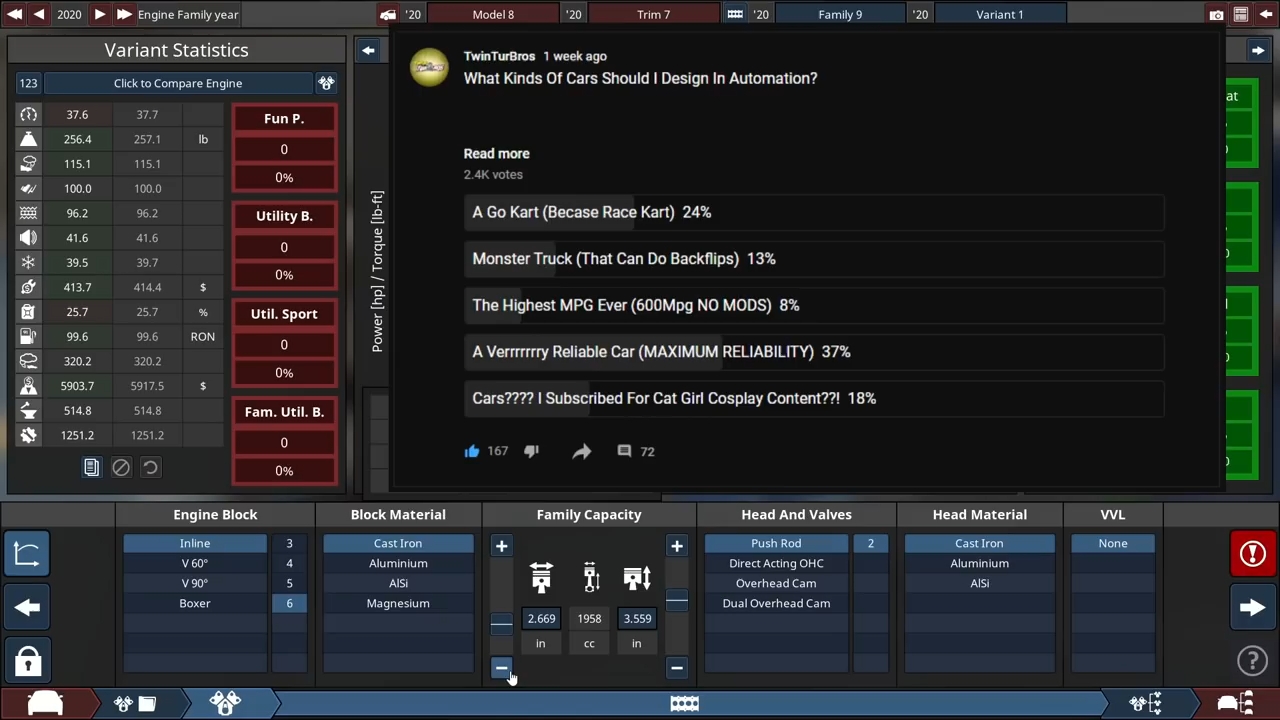 2020
Engine Family year
'20
Model 8
'20
Trim 7
'20
Family 9
'20
Variant 1
Variant Statistics
123
Click to Compare Engine
37.6 37.7
256.4 257.1 lb
115.1 115.1
100.0 100.0
96.2 96.2
41.6 41.6
39.5 39.7
413.7 414.4 $
25.7 25.7 %
99.6 99.6 RON
320.2 320.2
5903.7 5917.5 $
514.8 514.8
1251.2 1251.2
Fun P.
0
0%
Utility B.
0
0%
Util. Sport
0
0%
Fam. Util. B.
0
0%
Power [hp] / Torque [lb-ft]
TwinTurBros 1 week ago
What Kinds Of Cars Should I Design In Automation?
Read more
2.4K votes
A Go Kart (Becase Race Kart) 24%
Monster Truck (That Can Do Backflips) 13%
The Highest MPG Ever (600Mpg NO MODS) 8%
A Verrrrrrry Reliable Car (MAXIMUM RELIABILITY) 37%
Cars???? I Subscribed For Cat Girl Cosplay Content??! 18%
167
72
at
Engine Block
Inline 3
V 60° 4
V 90° 5
Boxer 6
Block Material
Cast Iron
Aluminium
AlSi
Magnesium
Family Capacity
+
+
2.669 1958 3.559
in cc in
Head And Valves
Push Rod 2
Direct Acting OHC
Overhead Cam
Dual Overhead Cam
Head Material
Cast Iron
Aluminium
AlSi
VVL
None